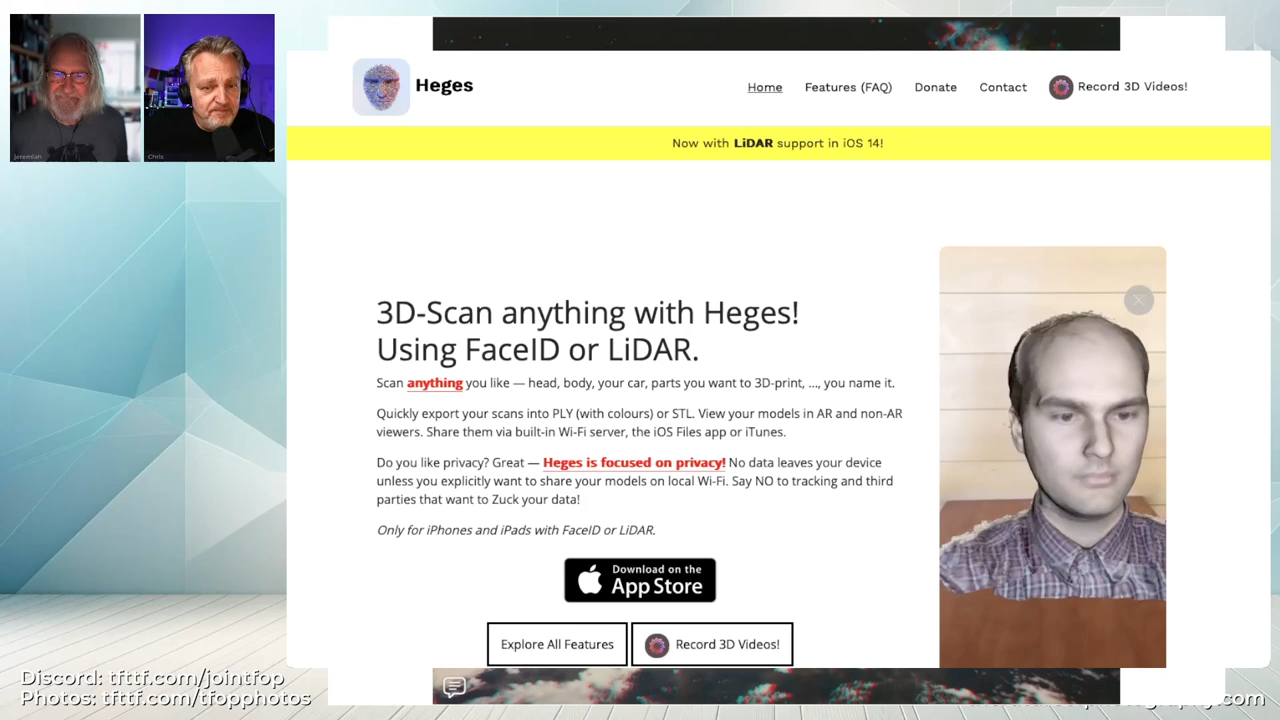 Jeremiah
Chris
Heges
Home
Features (FAQ)
Donate
Contact
Record 3D Videos!
Now with LiDAR support in iOS 14!
3D-Scan anything with Heges!
Using FaceID or LiDAR.
Scan anything you like — head, body, your car, parts you want to 3D-print, ..., you name it.
Quickly export your scans into PLY (with colours) or STL. View your models in AR and non-AR
viewers. Share them via built-in Wi-Fi server, the iOS Files app or iTunes.
Do you like privacy? Great — Heges is focused on privacy! No data leaves your device
unless you explicitly want to share your models on local Wi-Fi. Say NO to tracking and third
parties that want to Zuck your data!
Only for iPhones and iPads with FaceID or LiDAR.
Download on the
App Store
Explore All Features
Record 3D Videos!
Discord: tfttf.com/jointfop
Photos: tfttf.com/tfopphotos